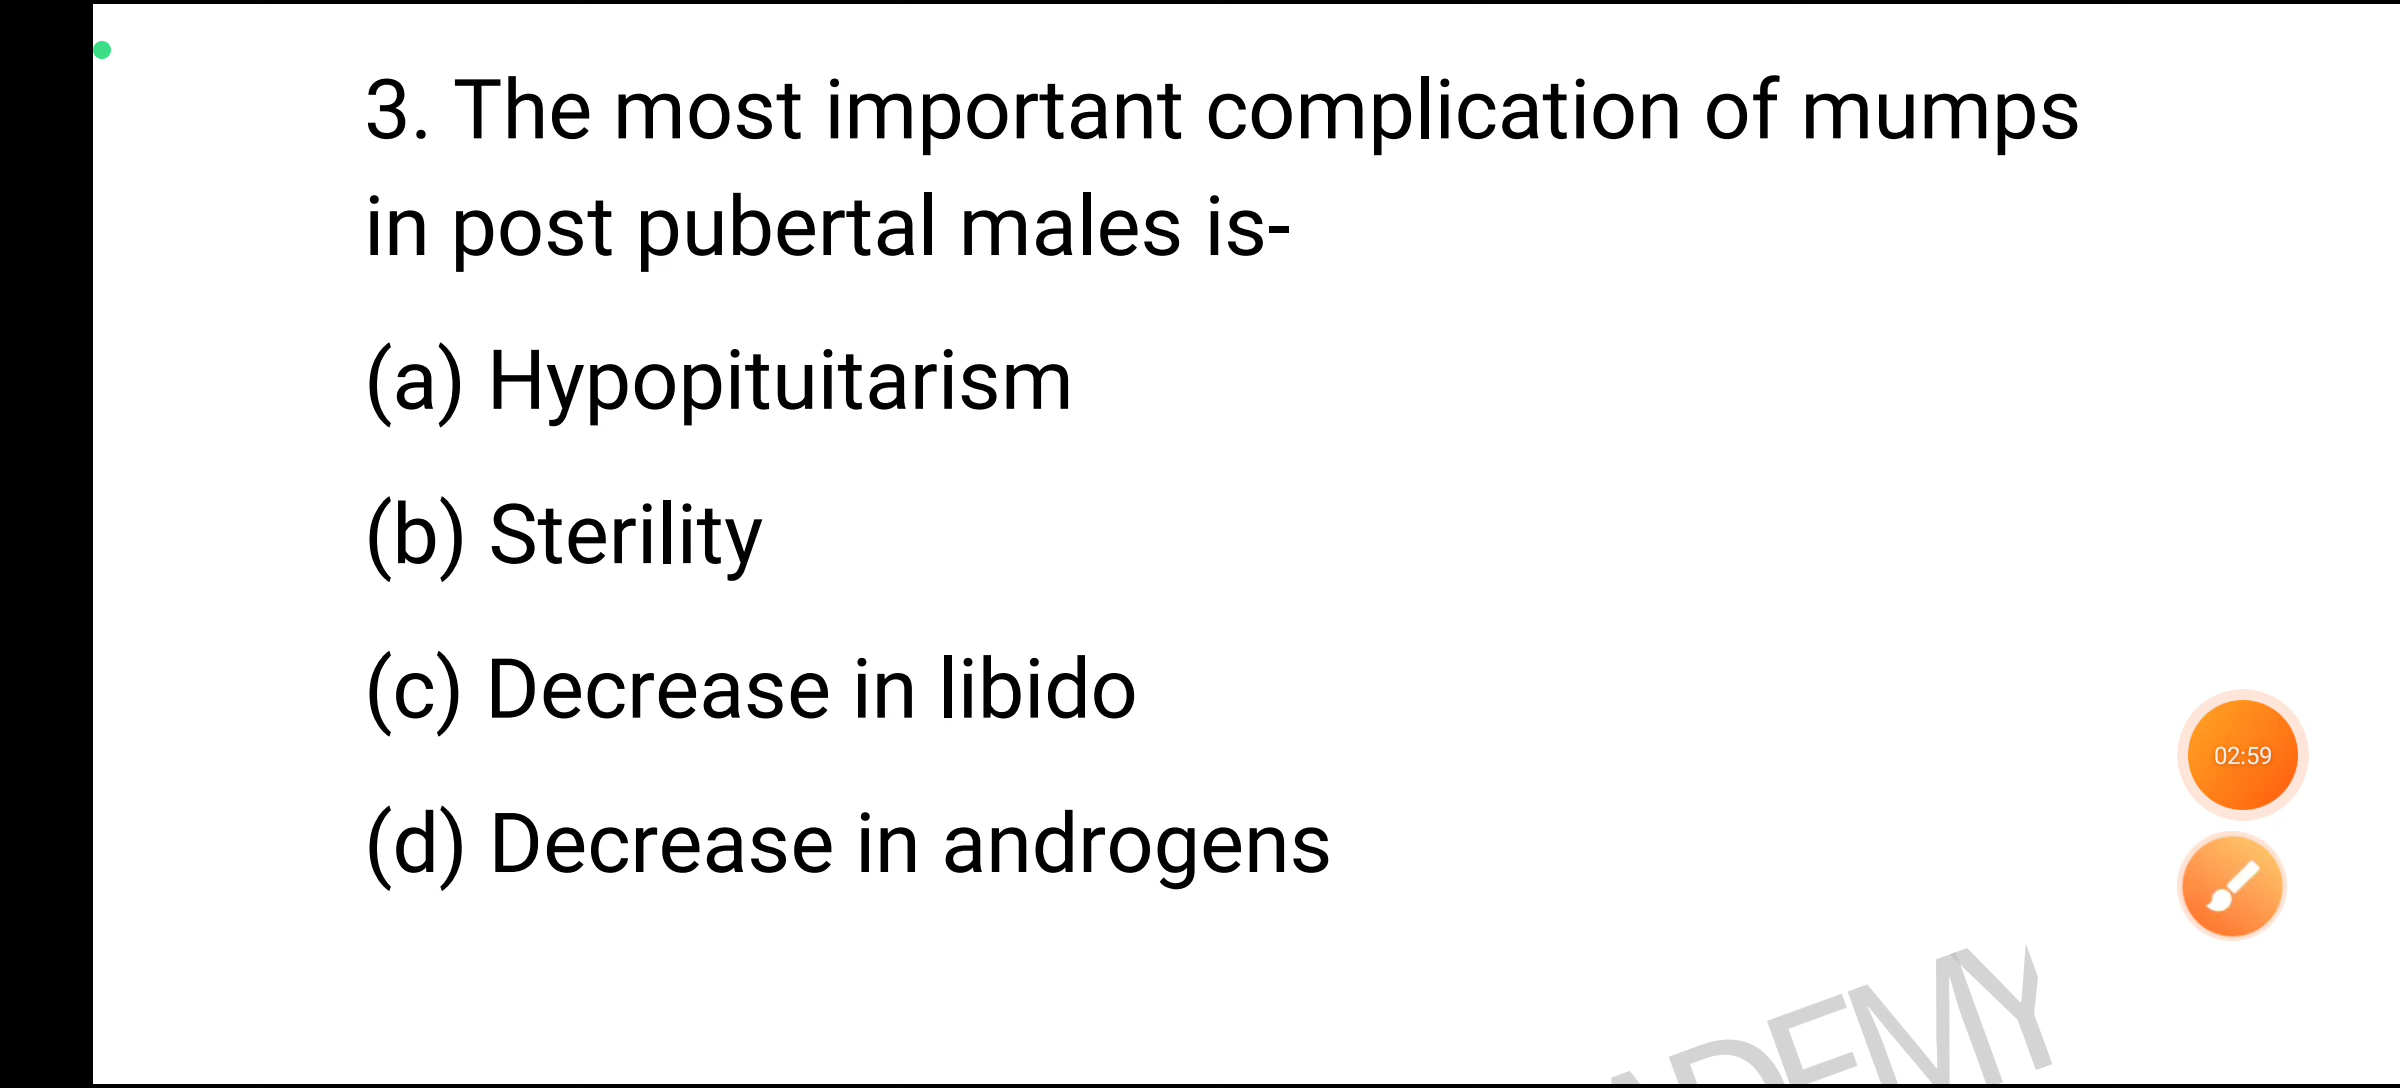 3. The most important complication of mumps
in post pubertal males is-
(a) Hypopituitarism
(b) Sterility
(c) Decrease in libido
(d) Decrease in androgens
02:59